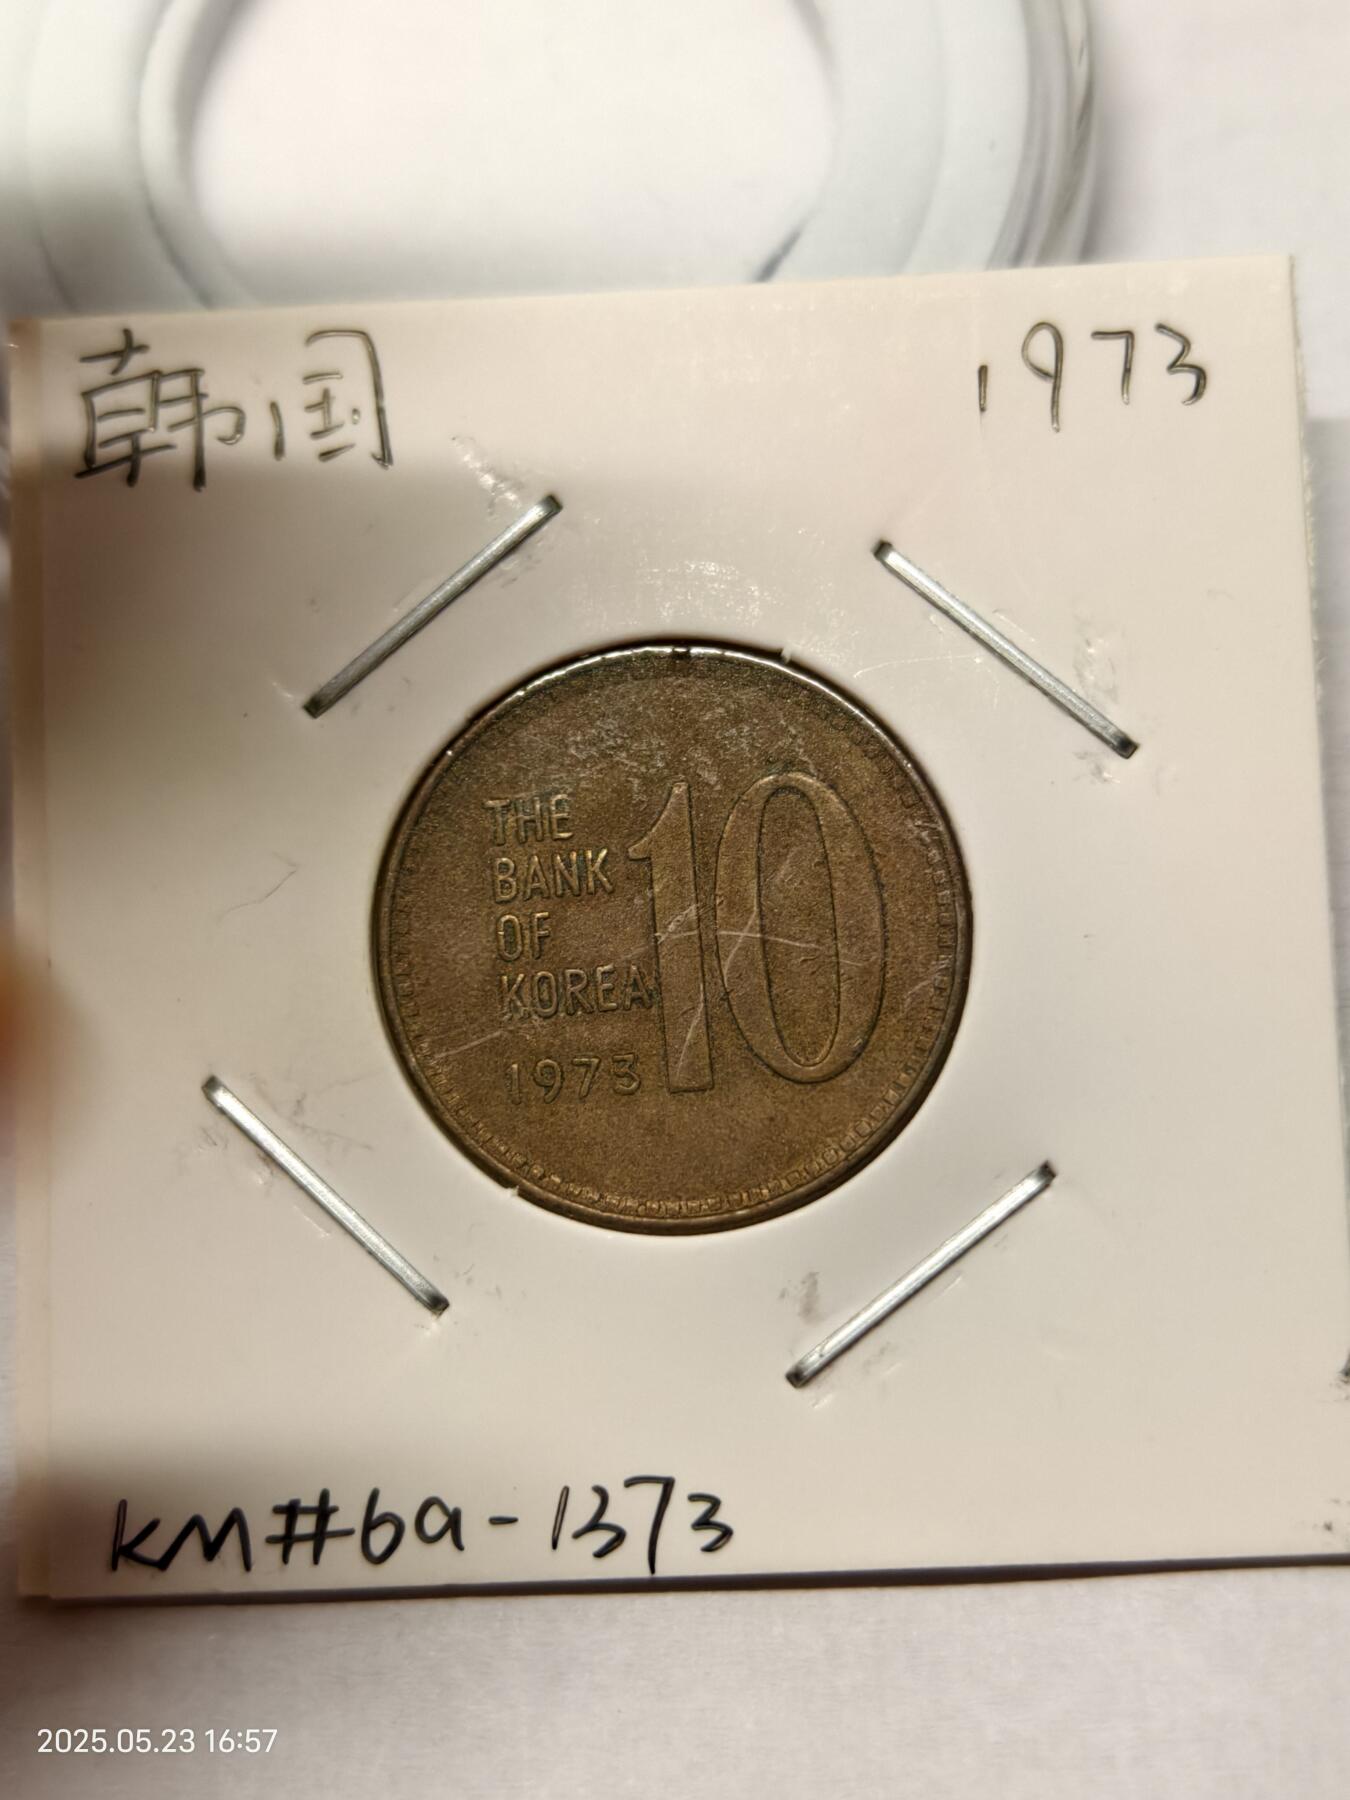 韩国
1973
THE
BANK
OF
KOREA
10
1973
KM#6a-1373
2025.05.23 16:57